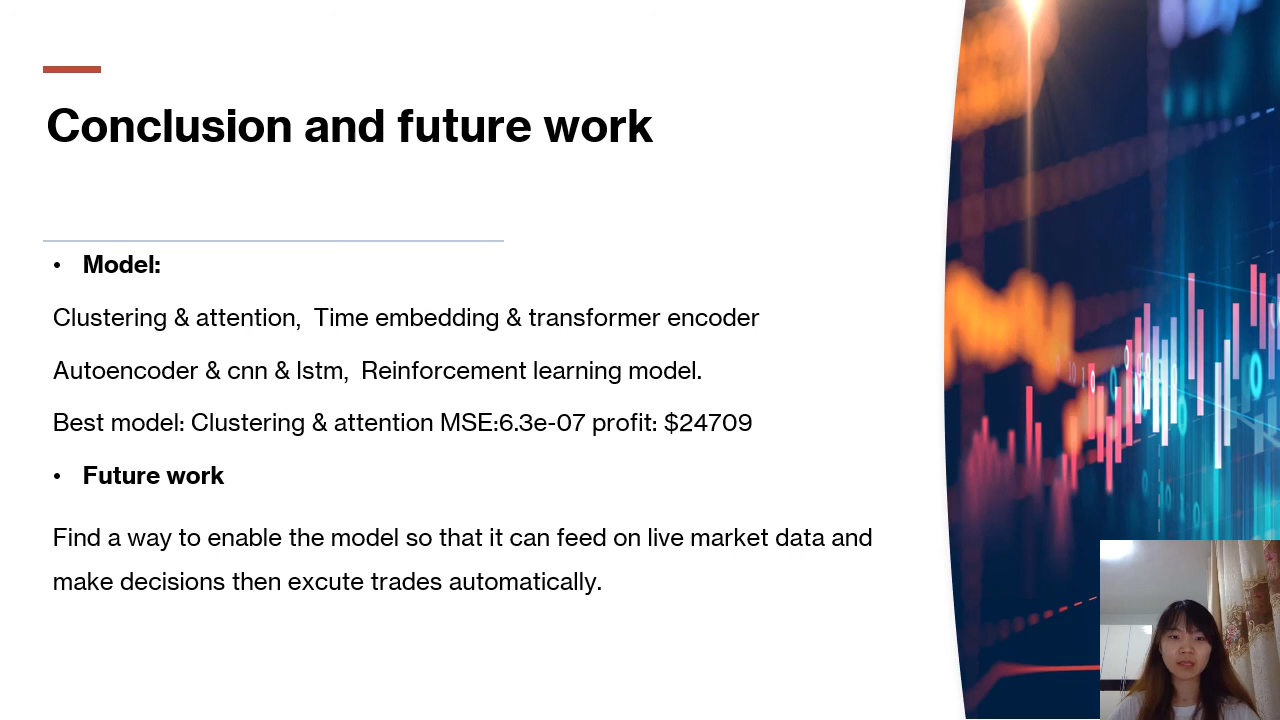 Conclusion and future work
• Model:
Clustering & attention,  Time embedding & transformer encoder
Autoencoder & cnn & lstm,  Reinforcement learning model.
Best model: Clustering & attention MSE:6.3e-07 profit: $24709
• Future work
Find a way to enable the model so that it can feed on live market data and
make decisions then excute trades automatically.